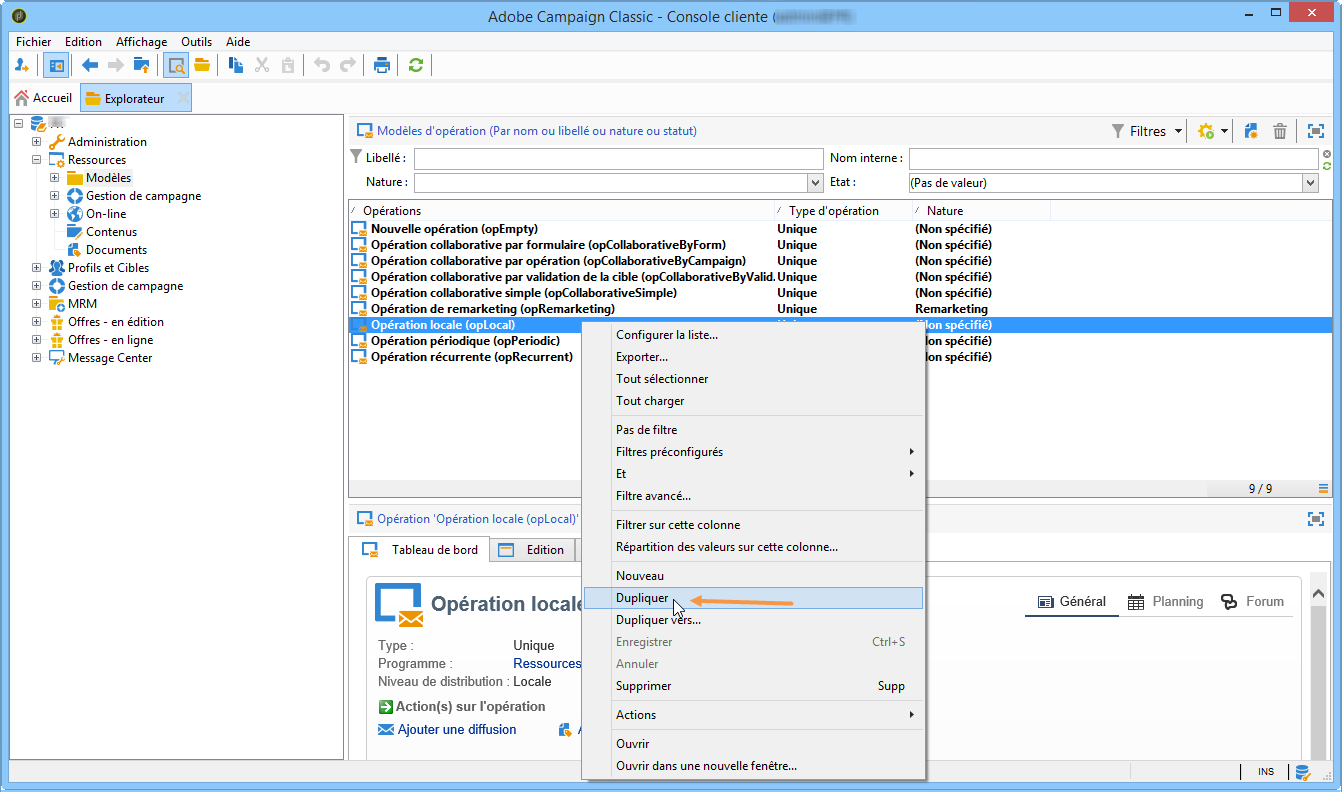 Adobe Campaign Classic - Console cliente (
Fichier Edition Affichage Outils Aide
Accueil Explorateur
Administration
Ressources
Modèles
Gestion de campagne
On-line
Contenus
Documents
Profils et Cibles
Gestion de campagne
MRM
Offres - en édition
Offres - en ligne
Message Center
Modèles d'opération (Par nom ou libellé ou nature ou statut) Filtres
Libellé : Nom interne :
Nature : Etat : (Pas de valeur)
Opérations Type d'opération Nature
Nouvelle opération (opEmpty) Unique (Non spécifié)
Opération collaborative par formulaire (opCollaborativeByForm) Unique (Non spécifié)
Opération collaborative par opération (opCollaborativeByCampaign) Unique (Non spécifié)
Opération collaborative par validation de la cible (opCollaborativeByValid... Unique (Non spécifié)
Opération collaborative simple (opCollaborativeSimple) Unique (Non spécifié)
Opération de remarketing (opRemarketing) Unique Remarketing
Opération locale (opLocal) on spécifié)
Opération périodique (opPeriodic) on spécifié)
Opération récurrente (opRecurrent) on spécifié)
9 / 9
Configurer la liste...
Exporter...
Tout sélectionner
Tout charger
Pas de filtre
Filtres préconfigurés
Et
Filtre avancé...
Filtrer sur cette colonne
Répartition des valeurs sur cette colonne...
Nouveau
Dupliquer
Dupliquer vers...
Enregistrer Ctrl+S
Annuler
Supprimer Supp
Actions
Ouvrir
Ouvrir dans une nouvelle fenêtre...
Opération 'Opération locale (opLocal)'
Tableau de bord Edition
Opération locale
Général Planning Forum
Type : Unique
Programme : Ressources
Niveau de distribution : Locale
Action(s) sur l'opération
Ajouter une diffusion
INS